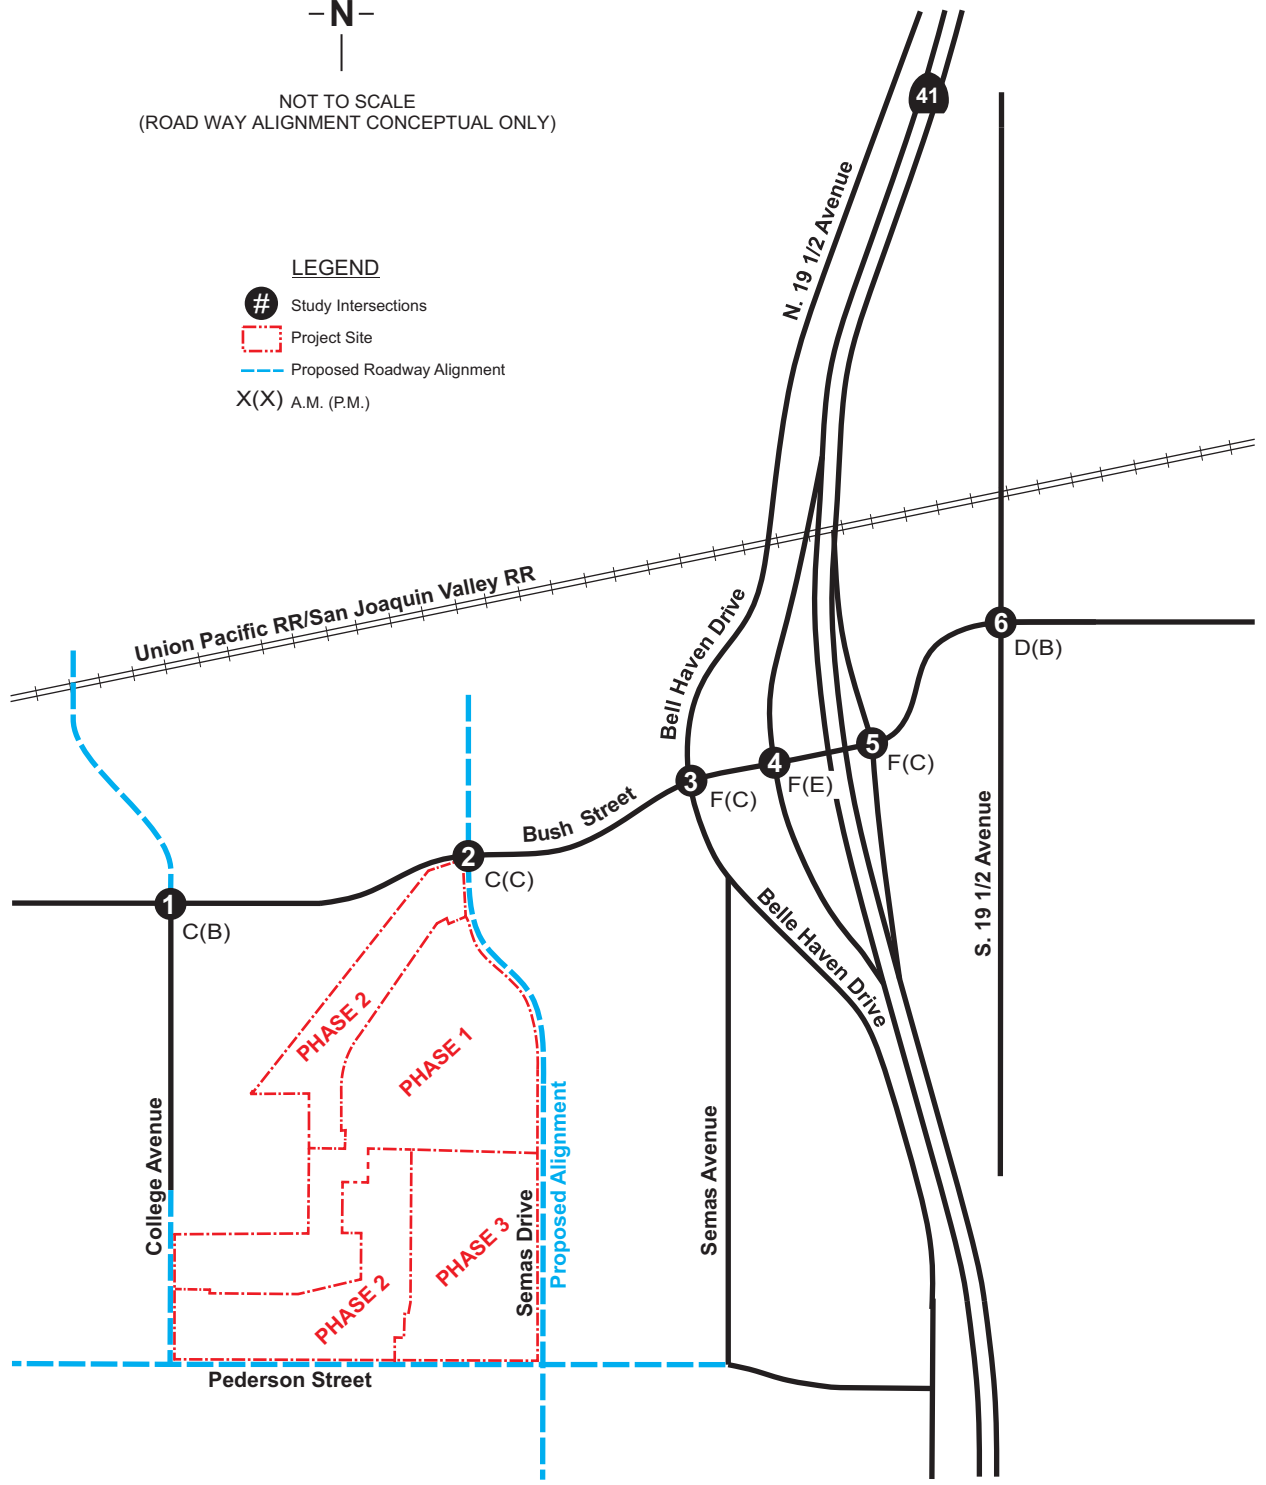 N
NOT TO SCALE
(ROAD WAY ALIGNMENT CONCEPTUAL ONLY)
41
N. 19 1/2 Avenue
LEGEND
# Study Intersections
Project Site
Proposed Roadway Alignment
X(X) A.M. (P.M.)
Union Pacific RR/San Joaquin Valley RR
Bell Haven Drive
6
D(B)
5
F(C)
4
F(E)
3
F(C)
Bush Street
2
C(C)
1
C(B)
S. 19 1/2 Avenue
Belle Haven Drive
PHASE 2
PHASE 1
College Avenue
Semas Drive
Proposed Alignment
Semas Avenue
PHASE 3
PHASE 2
Pederson Street